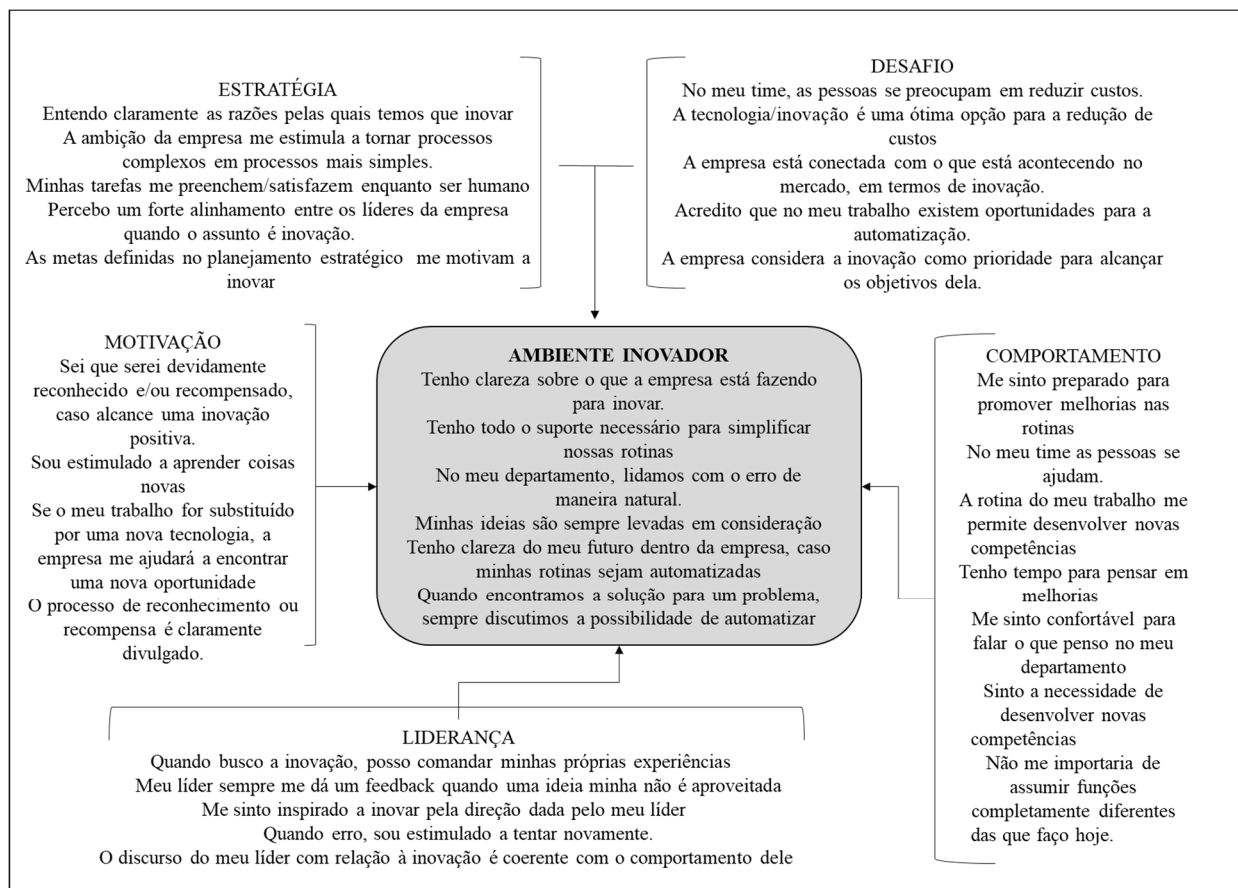 ESTRATÉGIA
Entendo claramente as razões pelas quais temos que inovar
A ambição da empresa me estimula a tornar processos
complexos em processos mais simples.
Minhas tarefas me preenchem/satisfazem enquanto ser humano
Percebo um forte alinhamento entre os líderes da empresa
quando o assunto é inovação.
As metas definidas no planejamento estratégico me motivam a
inovar
DESAFIO
No meu time, as pessoas se preocupam em reduzir custos.
A tecnologia/inovação é uma ótima opção para a redução de
custos
A empresa está conectada com o que está acontecendo no
mercado, em termos de inovação.
Acredito que no meu trabalho existem oportunidades para a
automatização.
A empresa considera a inovação como prioridade para alcançar
os objetivos dela.
MOTIVAÇÃO
Sei que serei devidamente
reconhecido e/ou recompensado,
caso alcance uma inovação
positiva.
Sou estimulado a aprender coisas
novas
Se o meu trabalho for substituído
por uma nova tecnologia, a
empresa me ajudará a encontrar
uma nova oportunidade
O processo de reconhecimento ou
recompensa é claramente
divulgado.
AMBIENTE INOVADOR
Tenho clareza sobre o que a empresa está fazendo
para inovar.
Tenho todo o suporte necessário para simplificar
nossas rotinas
No meu departamento, lidamos com o erro de
maneira natural.
Minhas ideias são sempre levadas em consideração
Tenho clareza do meu futuro dentro da empresa, caso
minhas rotinas sejam automatizadas
Quando encontramos a solução para um problema,
sempre discutimos a possibilidade de automatizar
COMPORTAMENTO
Me sinto preparado para
promover melhorias nas
rotinas
No meu time as pessoas se
ajudam.
A rotina do meu trabalho me
permite desenvolver novas
competências
Tenho tempo para pensar em
melhorias
Me sinto confortável para
falar o que penso no meu
departamento
Sinto a necessidade de
desenvolver novas
competências
Não me importaria de
assumir funções
completamente diferentes
das que faço hoje.
LIDERANÇA
Quando busco a inovação, posso comandar minhas próprias experiências
Meu líder sempre me dá um feedback quando uma ideia minha não é aproveitada
Me sinto inspirado a inovar pela direção dada pelo meu líder
Quando erro, sou estimulado a tentar novamente.
O discurso do meu líder com relação à inovação é coerente com o comportamento dele